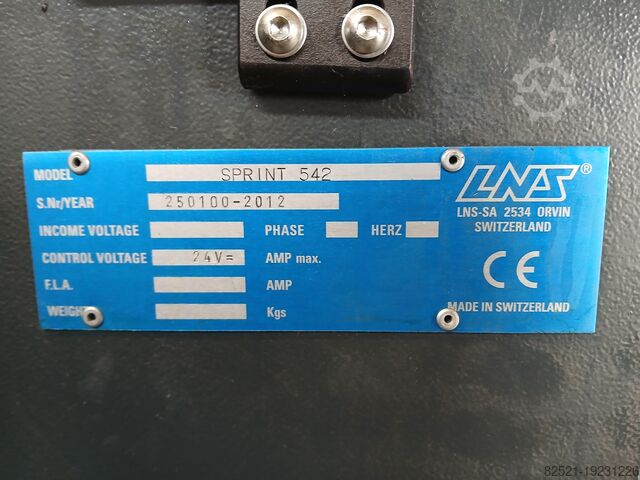 MODEL SPRINT 542
S.Nr/YEAR 250100-2012
INCOME VOLTAGE PHASE HERZ
CONTROL VOLTAGE 24V= AMP max.
F.L.A. AMP
WEIGHT Kgs
LNS®
LNS-SA 2534 ORVIN
SWITZERLAND
CE
MADE IN SWITZERLAND
82521-19231226